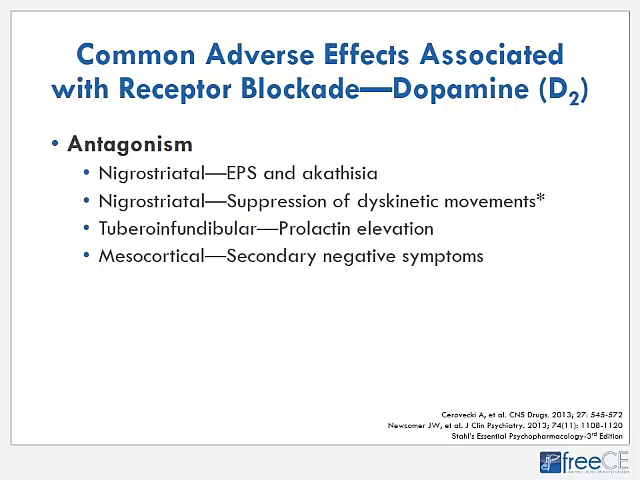 Common Adverse Effects Associated
with Receptor Blockade—Dopamine (D2)
• Antagonism
• Nigrostriatal—EPS and akathisia
• Nigrostriatal—Suppression of dyskinetic movements*
• Tuberoinfundibular—Prolactin elevation
• Mesocortical—Secondary negative symptoms
Cerovecki A, et al. CNS Drugs. 2013; 27: 545-572
Newcomer JW, et al. J Clin Psychiatry. 2013; 74(11): 1108-1120
Stahl's Essential Psychopharmacology-3rd Edition
freeCE